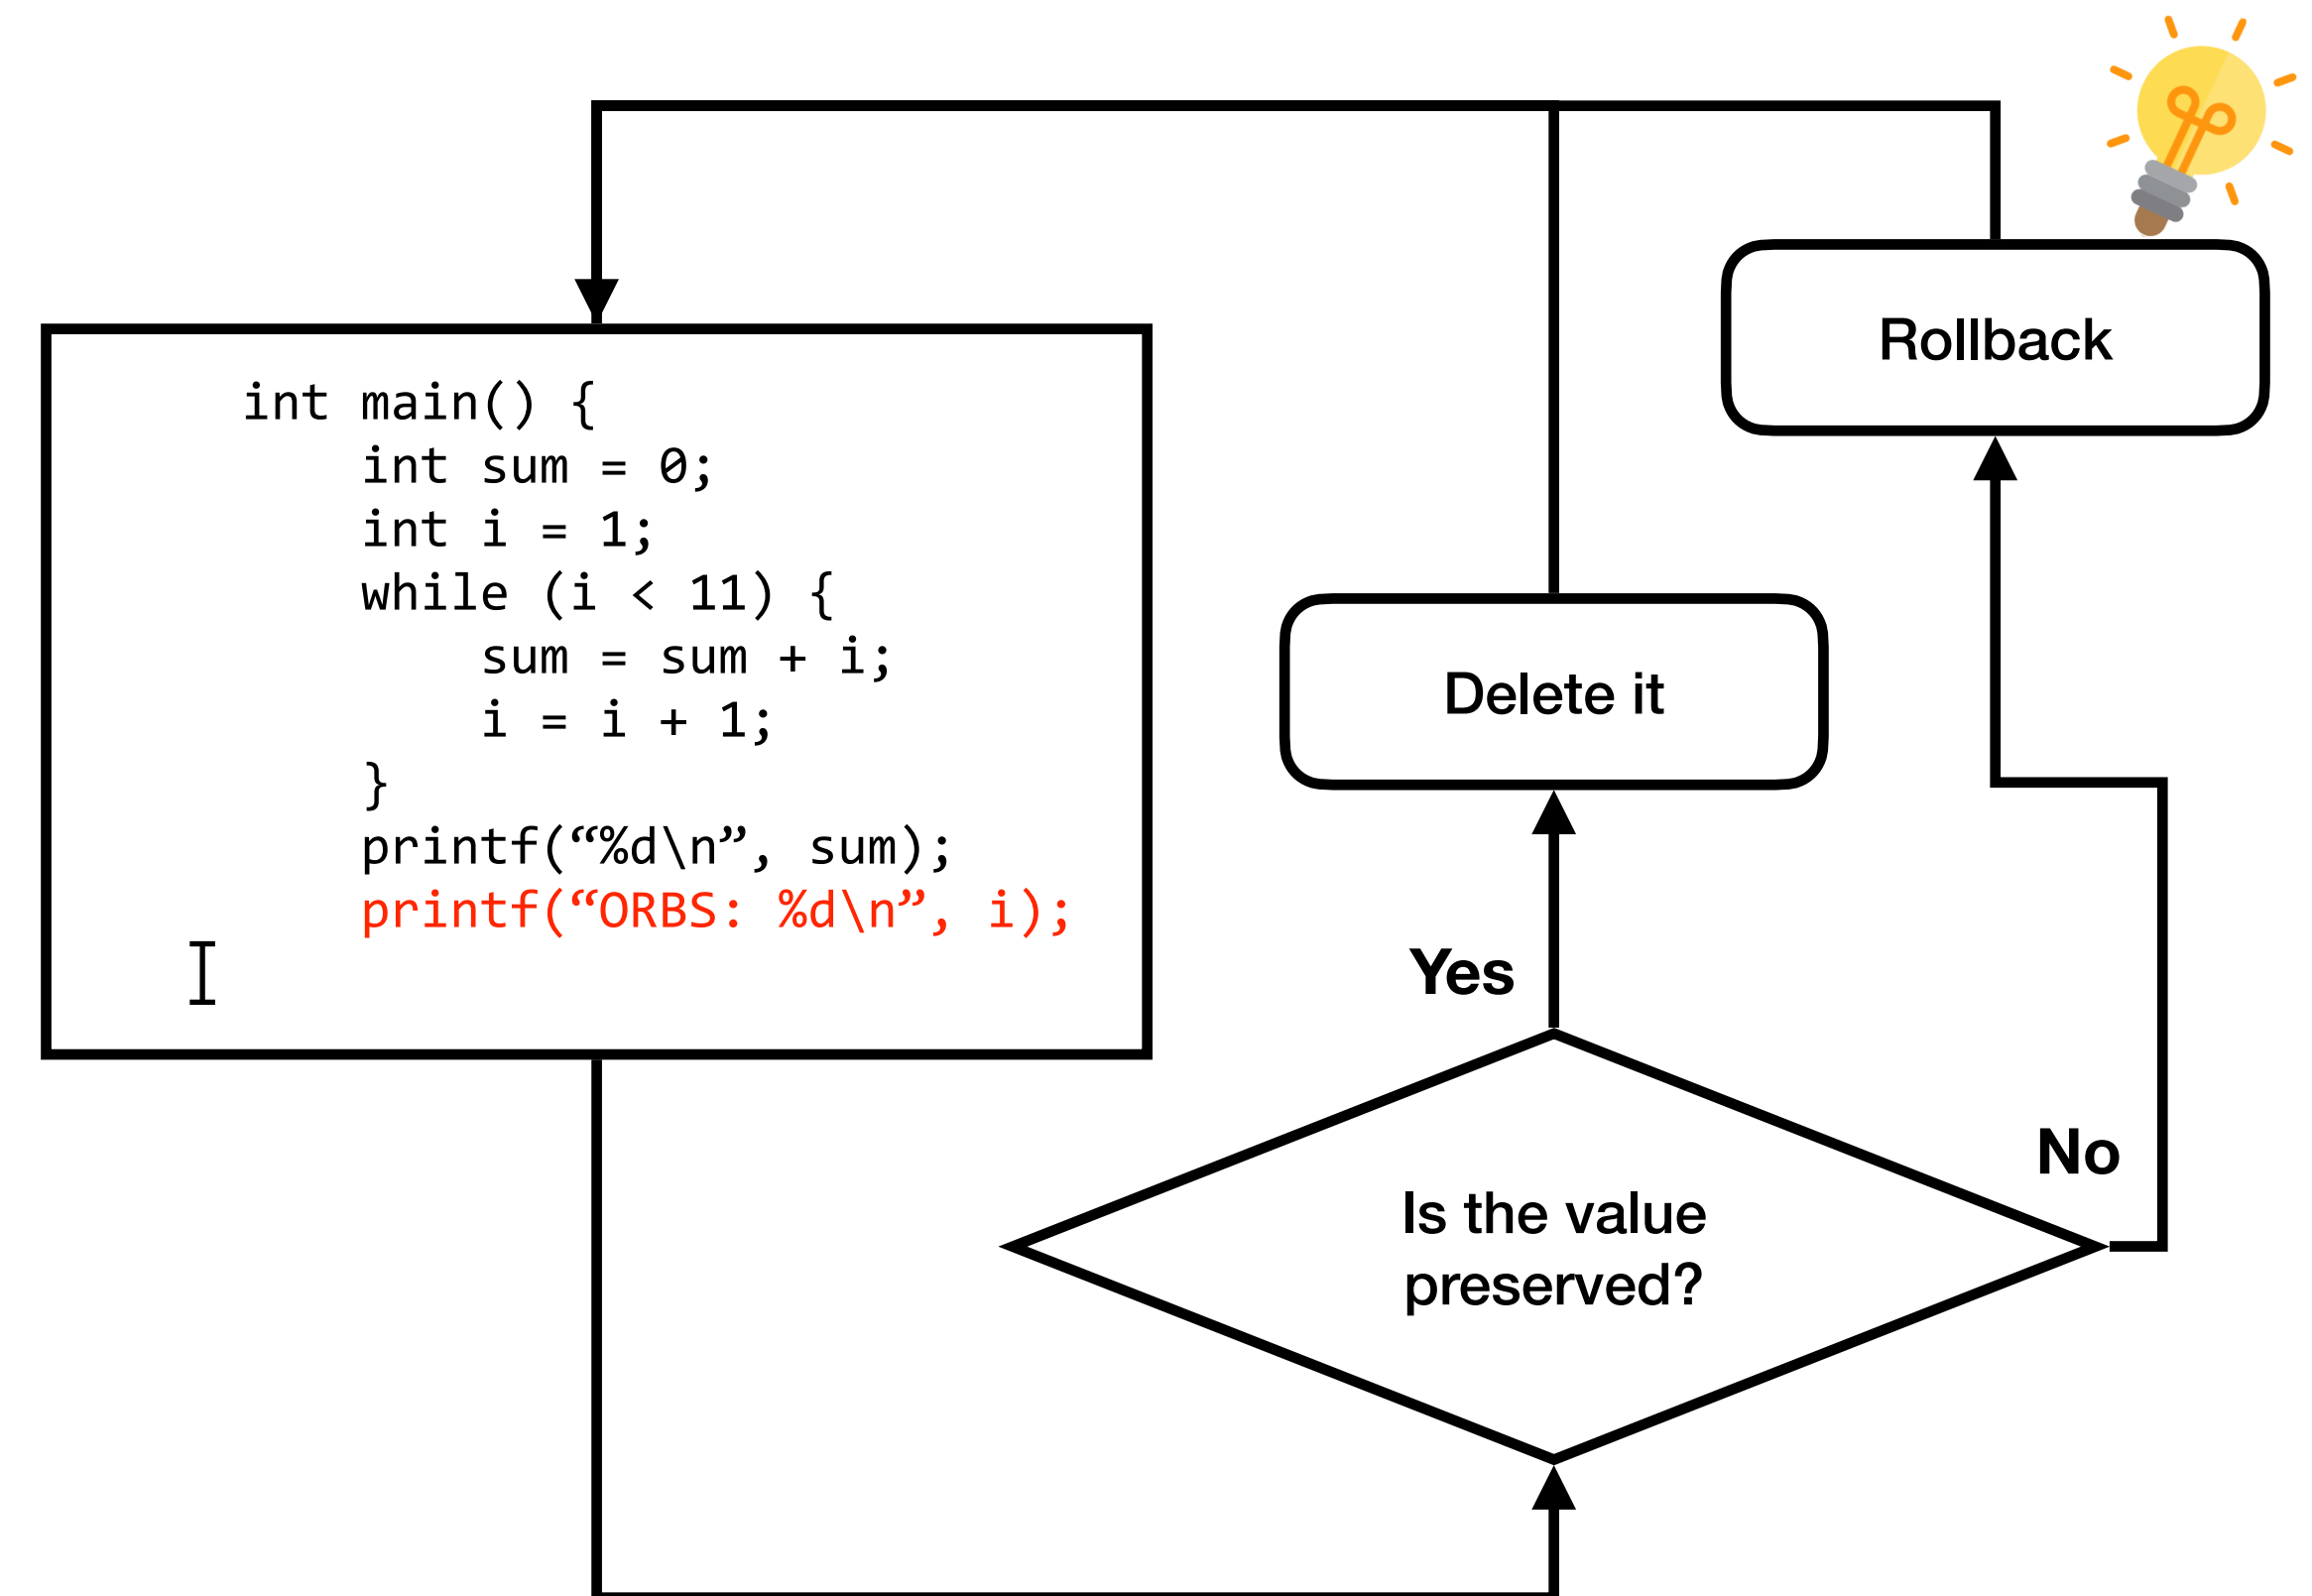 int main() {
int sum = 0;
int i = 1;
while (i < 11) {
sum = sum + i;
i = i + 1;
}
printf(“%d\n”, sum);
printf(“ORBS: %d\n”, i);
Rollback
Delete it
Yes
No
Is the value
preserved?